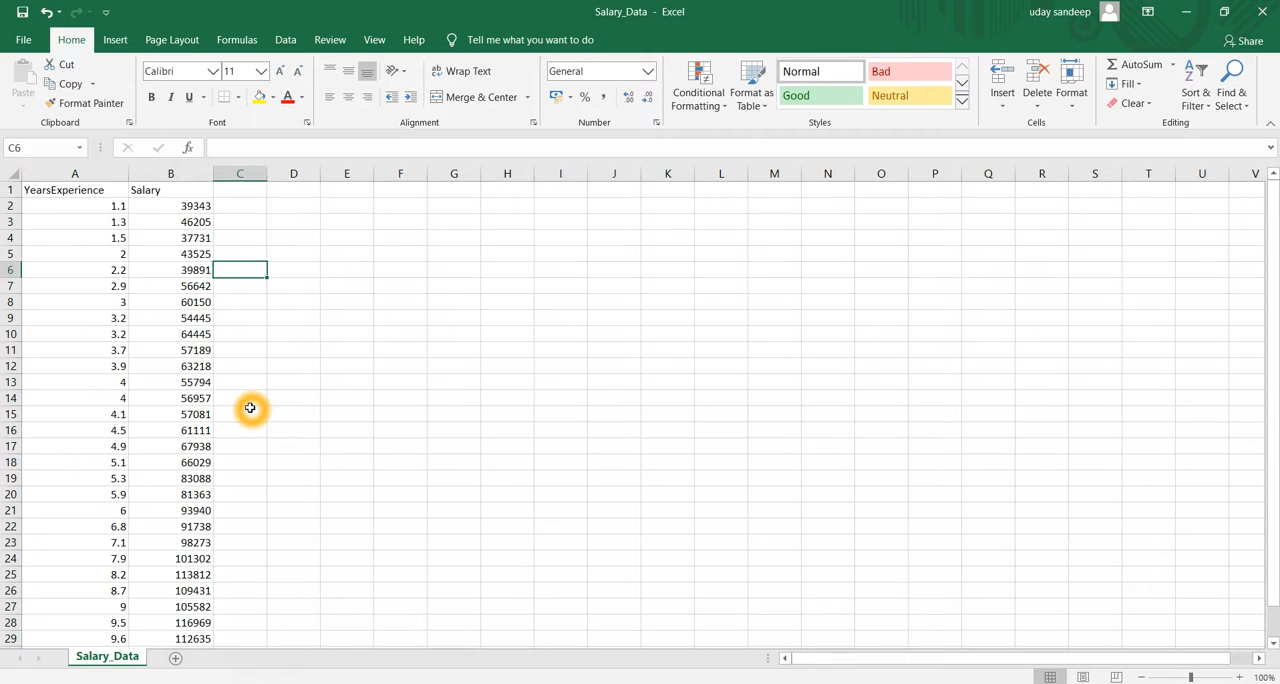 Salary_Data - Excel
uday sandeep
File Home Insert Page Layout Formulas Data Review View Help Tell me what you want to do Share
Cut Calibri 11 Wrap Text General Normal Bad AutoSum
Paste Copy Conditional Formatting Format as Table Insert Delete Format Fill Sort & Filter Find & Select
Format Painter B I U Merge & Center % , Good Neutral Clear
Clipboard Font Alignment Number Styles Cells Editing
C6 fx
A B C D E F G H I J K L M N O P Q R S T U V
1 YearsExperience Salary
2 1.1 39343
3 1.3 46205
4 1.5 37731
5 2 43525
6 2.2 39891
7 2.9 56642
8 3 60150
9 3.2 54445
10 3.2 64445
11 3.7 57189
12 3.9 63218
13 4 55794
14 4 56957
15 4.1 57081
16 4.5 61111
17 4.9 67938
18 5.1 66029
19 5.3 83088
20 5.9 81363
21 6 93940
22 6.8 91738
23 7.1 98273
24 7.9 101302
25 8.2 113812
26 8.7 109431
27 9 105582
28 9.5 116969
29 9.6 112635
Salary_Data
100%